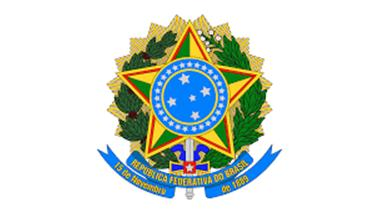 REPÚBLICA FEDERATIVA DO BRASIL
15 de Novembro
de 1889